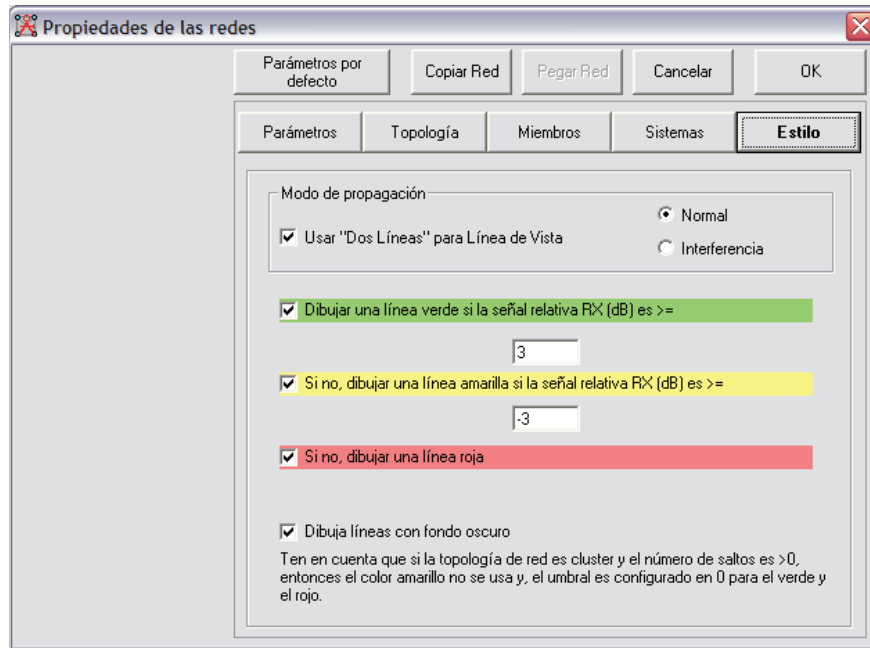 Propiedades de las redes
Parámetros por
defecto
Copiar Red
Pegar Red
Cancelar
OK
Parámetros
Topología
Miembros
Sistemas
Estilo
Modo de propagación
Usar "Dos Líneas" para Línea de Vista
Normal
Interferencia
Dibujar una línea verde si la señal relativa RX (dB) es >=
3
Si no, dibujar una línea amarilla si la señal relativa RX (dB) es >=
-3
Si no, dibujar una línea roja
Dibuja líneas con fondo oscuro
Ten en cuenta que si la topología de red es cluster y el número de saltos es >0,
entonces el color amarillo no se usa y, el umbral es configurado en 0 para el verde y
el rojo.